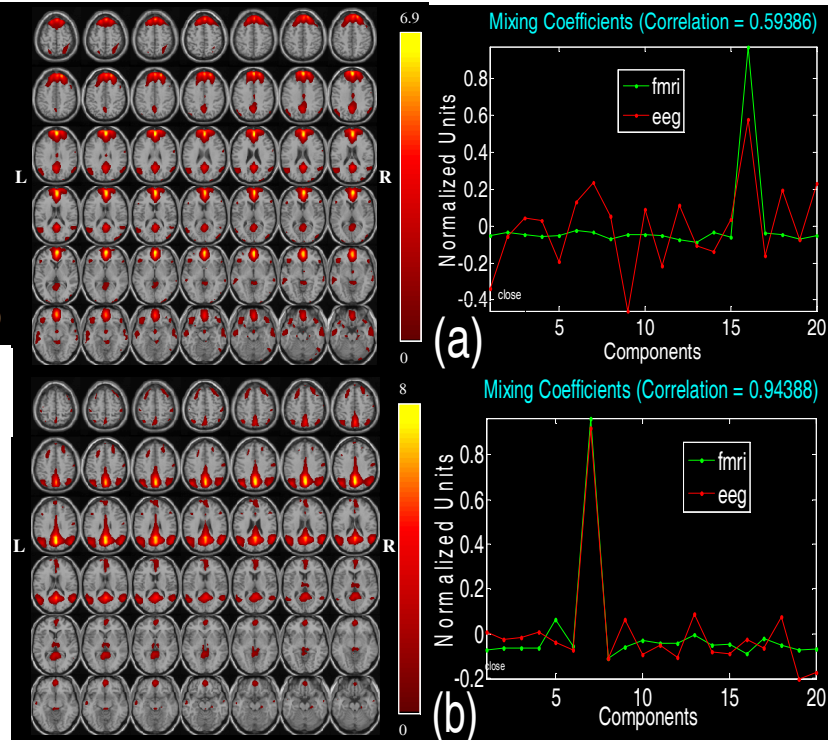 6.9
L
R
0
Mixing Coefficients (Correlation = 0.59386)
Normalized Units
0.8
0.6
0.4
0.2
0
-0.2
-0.4
fmri
eeg
close
5
10
15
20
Components
(a)
8
L
R
0
Mixing Coefficients (Correlation = 0.94388)
Normalized Units
0.8
0.6
0.4
0.2
0
-0.2
fmri
eeg
close
5
10
15
20
Components
(b)